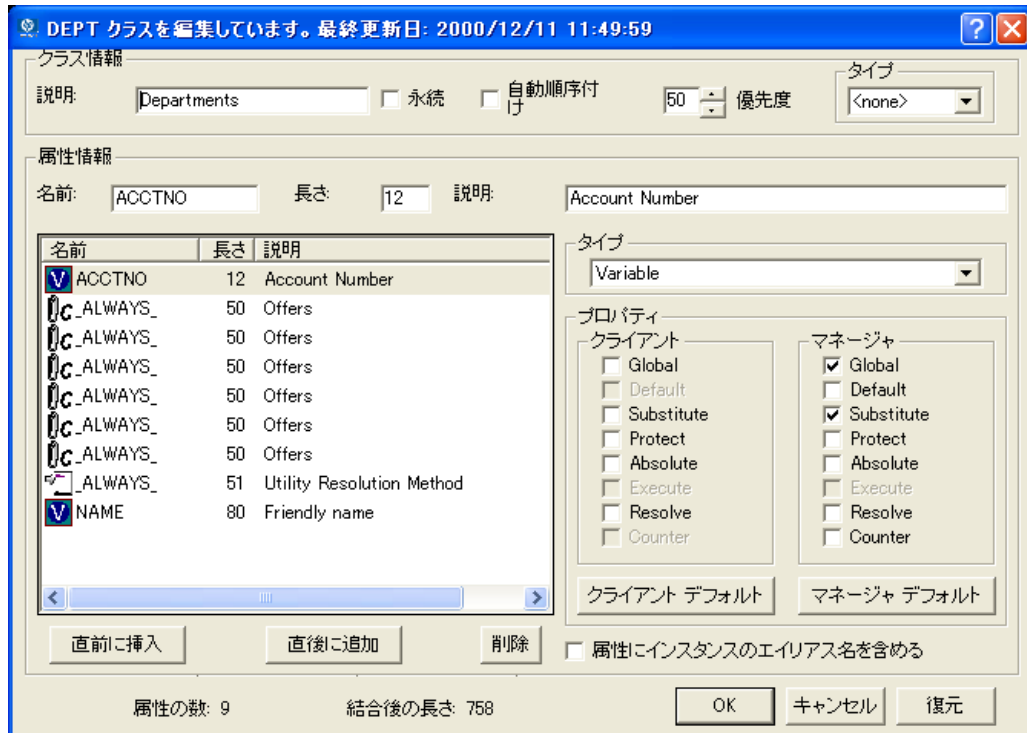 DEPT クラスを編集しています。最終更新日: 2000/12/11 11:49:59
クラス情報
説明: Departments 永続 自動順序付け 50 優先度 タイプ <none>
属性情報
名前: ACCTNO 長さ: 12 説明: Account Number
名前 長さ 説明
V ACCTNO 12 Account Number
C _ALWAYS_ 50 Offers
C _ALWAYS_ 50 Offers
C _ALWAYS_ 50 Offers
C _ALWAYS_ 50 Offers
C _ALWAYS_ 50 Offers
C _ALWAYS_ 50 Offers
_ALWAYS_ 51 Utility Resolution Method
V NAME 80 Friendly name
タイプ
Variable
プロパティ
クライアント
Global
Default
Substitute
Protect
Absolute
Execute
Resolve
Counter
マネージャ
Global
Default
Substitute
Protect
Absolute
Execute
Resolve
Counter
クライアント デフォルト マネージャ デフォルト
直前に挿入 直後に追加 削除 属性にインスタンスのエイリアス名を含める
属性の数: 9 結合後の長さ: 758 OK キャンセル 復元